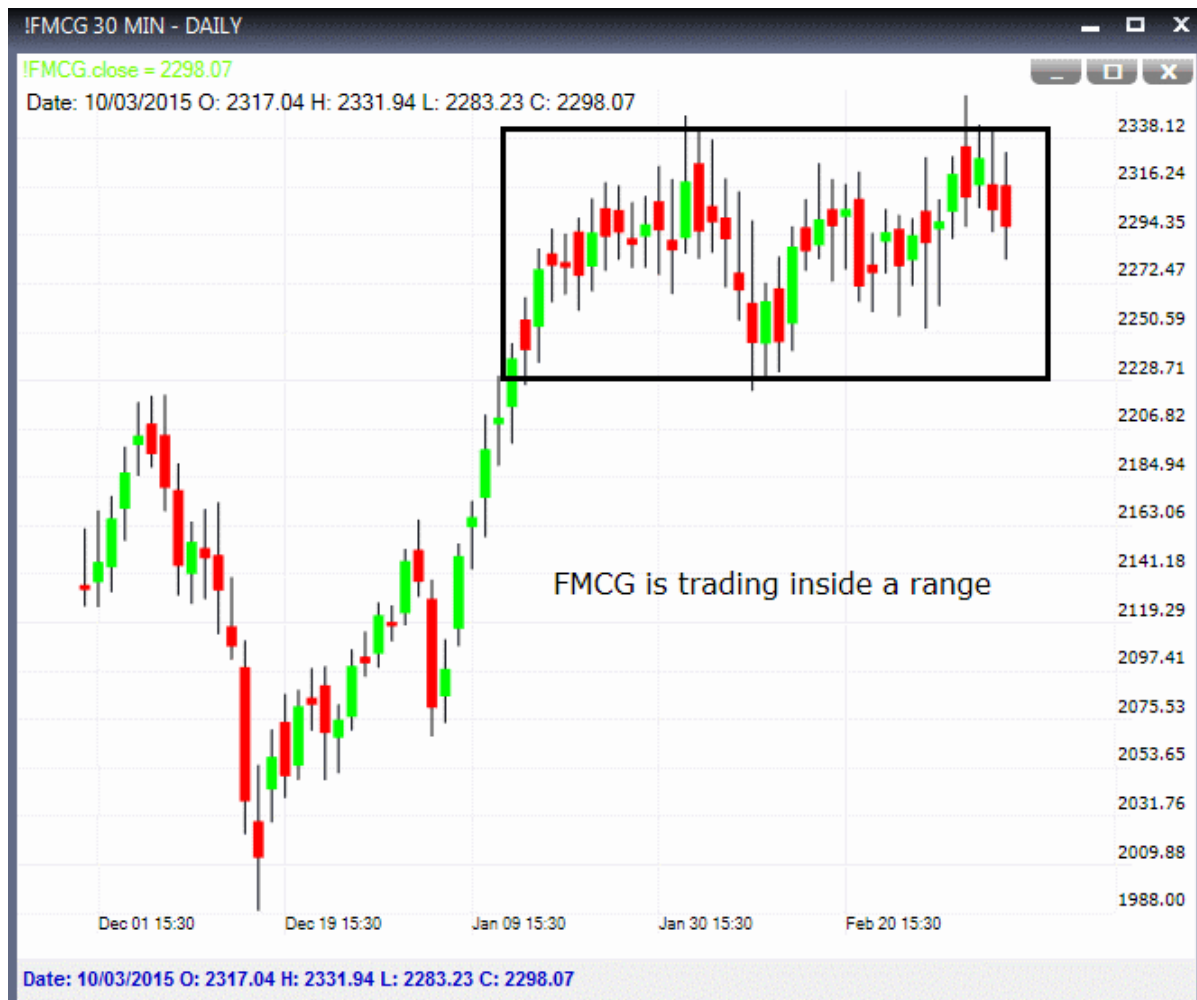 !FMCG 30 MIN - DAILY
!FMCG.close = 2298.07
Date: 10/03/2015 O: 2317.04 H: 2331.94 L: 2283.23 C: 2298.07
2338.12
2316.24
2294.35
2272.47
2250.59
2228.71
2206.82
2184.94
2163.06
2141.18
FMCG is trading inside a range
2119.29
2097.41
2075.53
2053.65
2031.76
2009.88
1988.00
Dec 01 15:30 Dec 19 15:30 Jan 09 15:30 Jan 30 15:30 Feb 20 15:30
Date: 10/03/2015 O: 2317.04 H: 2331.94 L: 2283.23 C: 2298.07